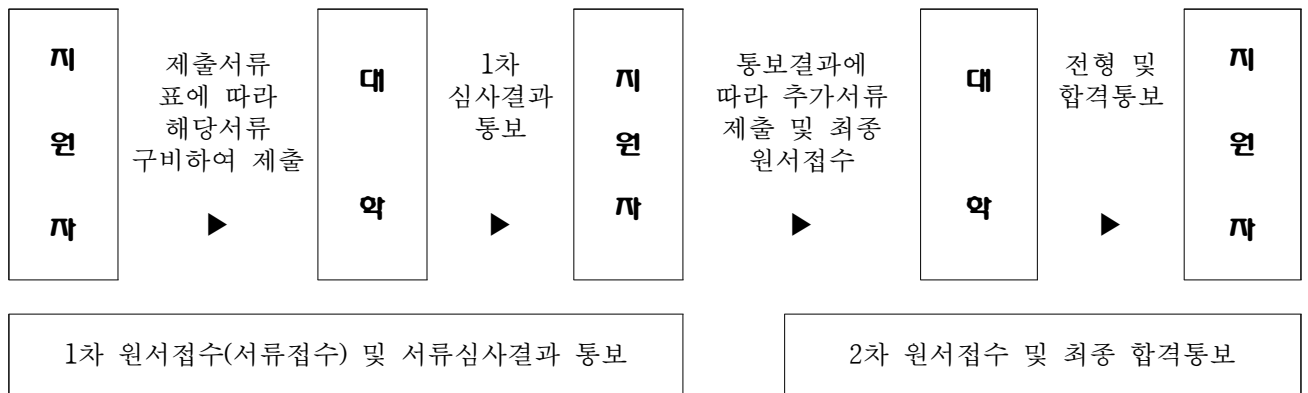 지원자
제출서류
표에 따라
해당서류
구비하여 제출
▶
대학
1차
심사결과
통보
▶
지원자
통보결과에
따라 추가서류
제출 및 최종
원서접수
▶
대학
전형 및
합격통보
▶
지원자
1차 원서접수(서류접수) 및 서류심사결과 통보
2차 원서접수 및 최종 합격통보